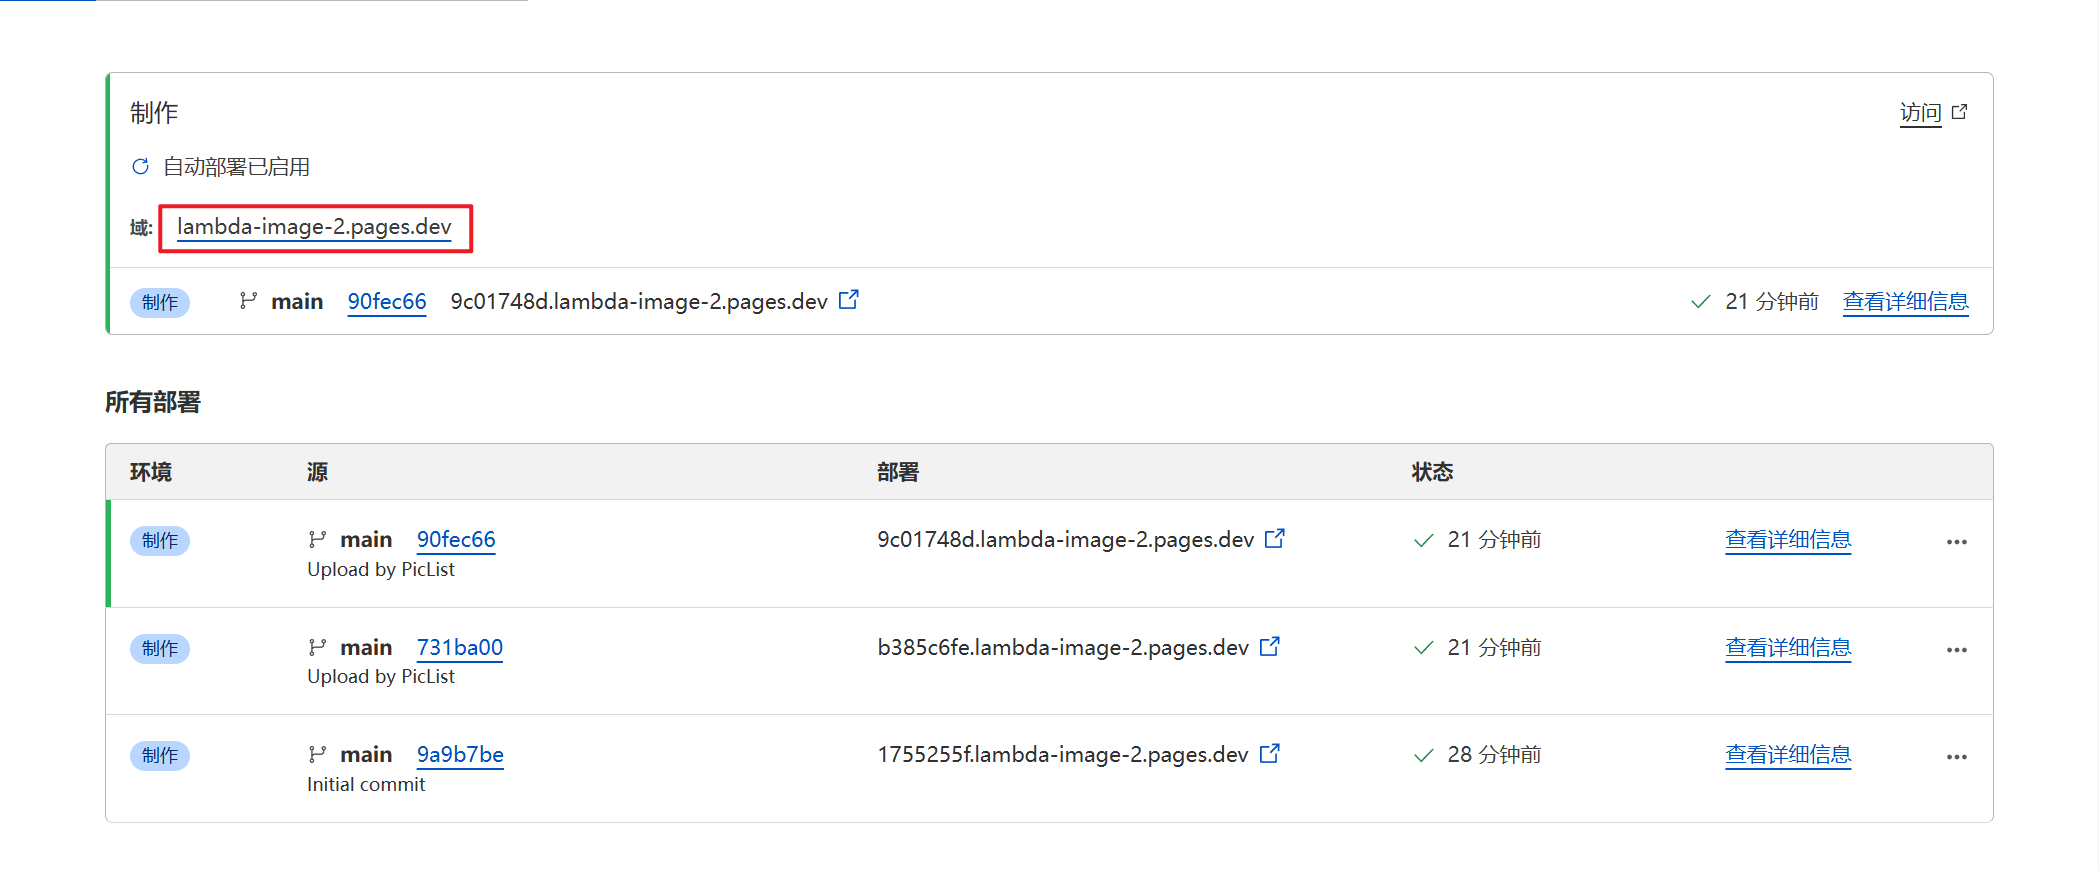 制作
访问
自动部署已启用
域: lambda-image-2.pages.dev
制作 main 90fec66 9c01748d.lambda-image-2.pages.dev 21 分钟前 查看详细信息
所有部署
环境 源 部署 状态
制作 main 90fec66 9c01748d.lambda-image-2.pages.dev 21 分钟前 查看详细信息
Upload by PicList
制作 main 731ba00 b385c6fe.lambda-image-2.pages.dev 21 分钟前 查看详细信息
Upload by PicList
制作 main 9a9b7be 1755255f.lambda-image-2.pages.dev 28 分钟前 查看详细信息
Initial commit